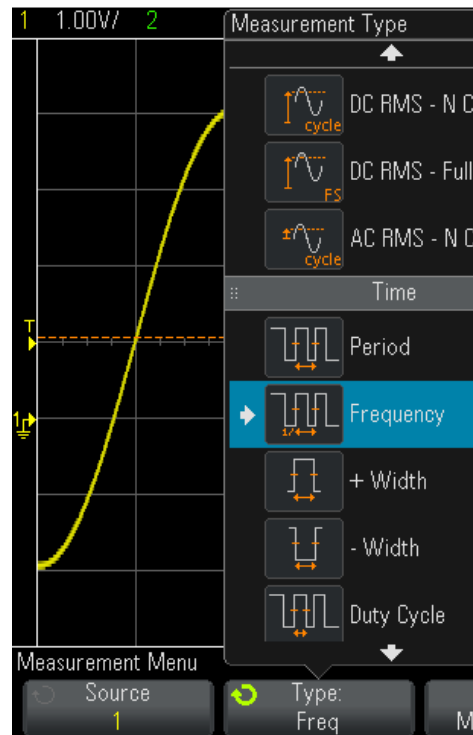 1 1.00V/ 2
Measurement Type
cycle
DC RMS - N C
FS
DC RMS - Full
cycle
AC RMS - N C
Time
Period
1/
Frequency
+ Width
- Width
Duty Cycle
T
1
Measurement Menu
Source
1
Type:
Freq
M